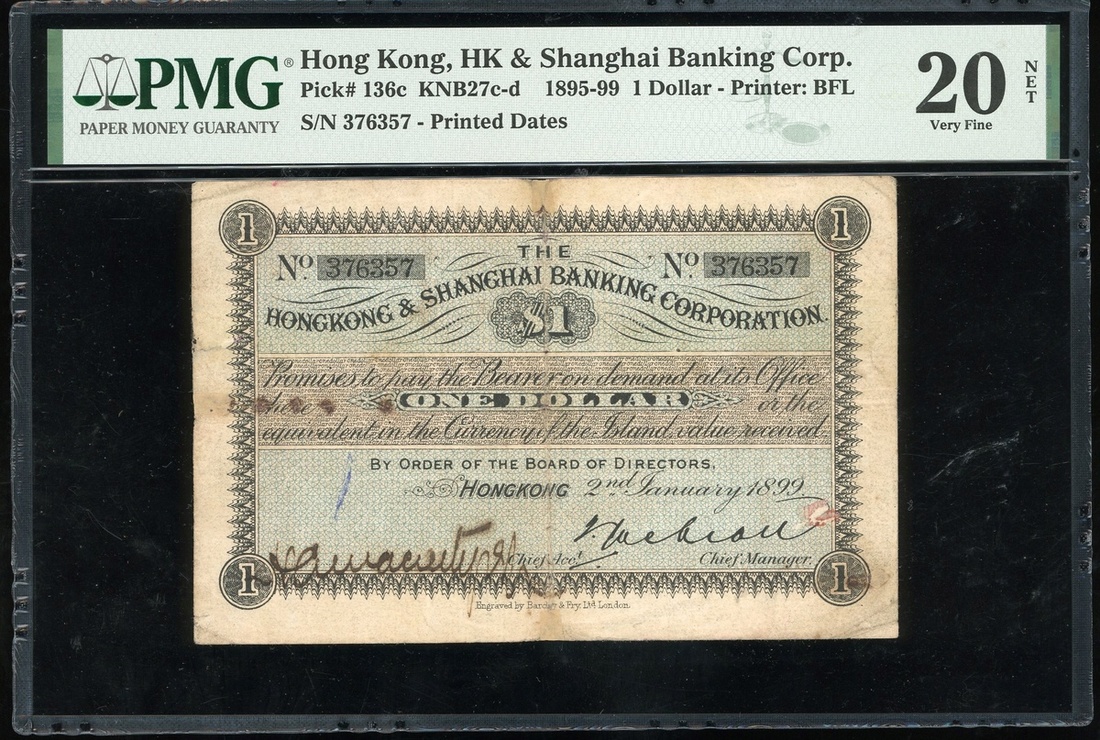 PMG®
PAPER MONEY GUARANTY
Hong Kong, HK & Shanghai Banking Corp.
Pick# 136c KNB27c-d 1895-99 1 Dollar - Printer: BFL
S/N 376357 - Printed Dates
20 NET
Very Fine
1 1
THE
No 376357 No 376357
HONGKONG & SHANGHAI BANKING CORPORATION.
$1
Promises to pay the Bearer on demand at its Office
here ONE DOLLAR or the
equivalent in the Currency of the Island value received
BY ORDER OF THE BOARD OF DIRECTORS,
HONGKONG 2nd January 1899
Chief Acct. Chief Manager.
1 1
Engraved by Barclay & Fry. Ltd London.